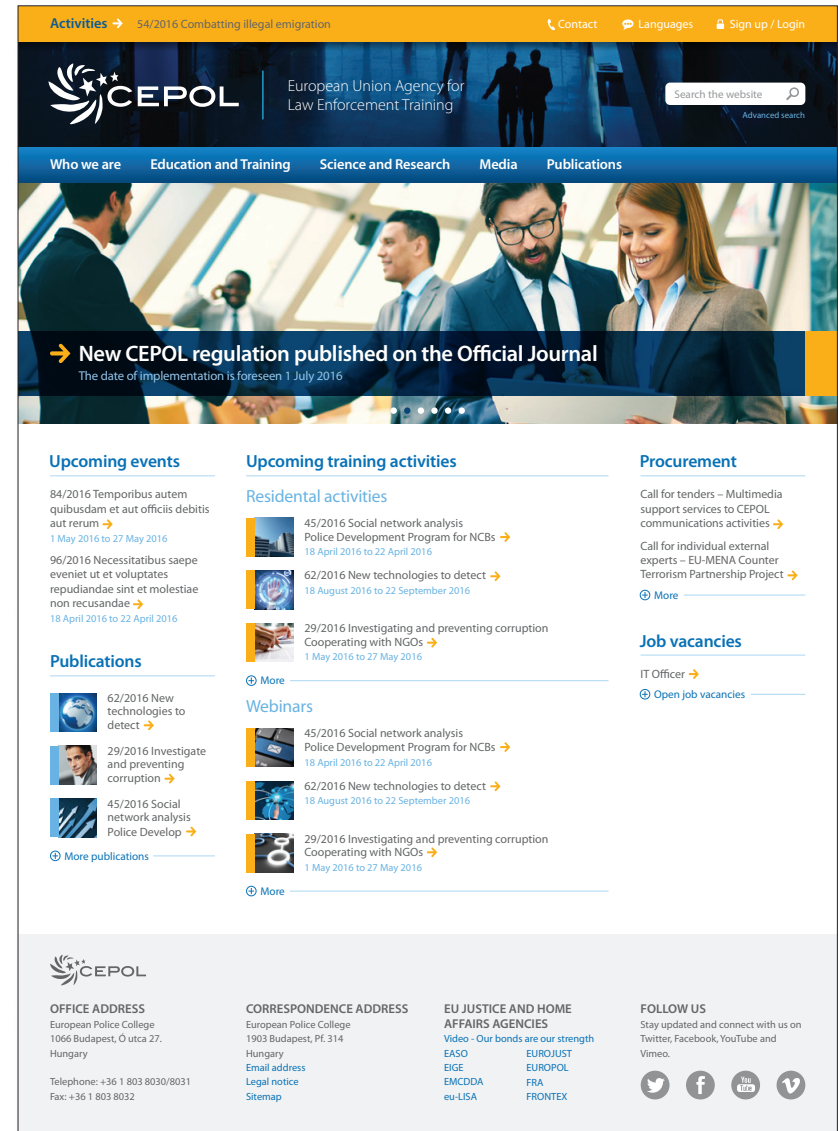 Activities 54/2016 Combatting illegal emigration
Contact
Languages
Sign up / Login
CEPOL
European Union Agency for
Law Enforcement Training
Search the website
Advanced search
Who we are
Education and Training
Science and Research
Media
Publications
New CEPOL regulation published on the Official Journal
The date of implementation is foreseen 1 July 2016
Upcoming events
84/2016 Temporibus autem
quibusdam et aut officiis debitis
aut rerum
1 May 2016 to 27 May 2016
96/2016 Necessitatibus saepe
eveniet ut et voluptates
repudiandae sint et molestiae
non recusandae
18 April 2016 to 22 April 2016
Publications
62/2016 New
technologies to
detect
29/2016 Investigate
and preventing
corruption
45/2016 Social
network analysis
Police Develop
More publications
Upcoming training activities
Residental activities
45/2016 Social network analysis
Police Development Program for NCBs
18 April 2016 to 22 April 2016
62/2016 New technologies to detect
18 August 2016 to 22 September 2016
29/2016 Investigating and preventing corruption
Cooperating with NGOs
1 May 2016 to 27 May 2016
More
Webinars
45/2016 Social network analysis
Police Development Program for NCBs
18 April 2016 to 22 April 2016
62/2016 New technologies to detect
18 August 2016 to 22 September 2016
29/2016 Investigating and preventing corruption
Cooperating with NGOs
1 May 2016 to 27 May 2016
More
Procurement
Call for tenders – Multimedia
support services to CEPOL
communications activities
Call for individual external
experts – EU-MENA Counter
Terrorism Partnership Project
More
Job vacancies
IT Officer
Open job vacancies
CEPOL
OFFICE ADDRESS
European Police College
1066 Budapest, Ó utca 27.
Hungary
Telephone: +36 1 803 8030/8031
Fax: +36 1 803 8032
CORRESPONDENCE ADDRESS
European Police College
1903 Budapest, Pf. 314
Hungary
Email address
Legal notice
Sitemap
EU JUSTICE AND HOME
AFFAIRS AGENCIES
Video - Our bonds are our strength
EASO EUROJUST
EIGE EUROPOL
EMCDDA FRA
eu-LISA FRONTEX
FOLLOW US
Stay updated and connect with us on
Twitter, Facebook, YouTube and
Vimeo.
You
Tube